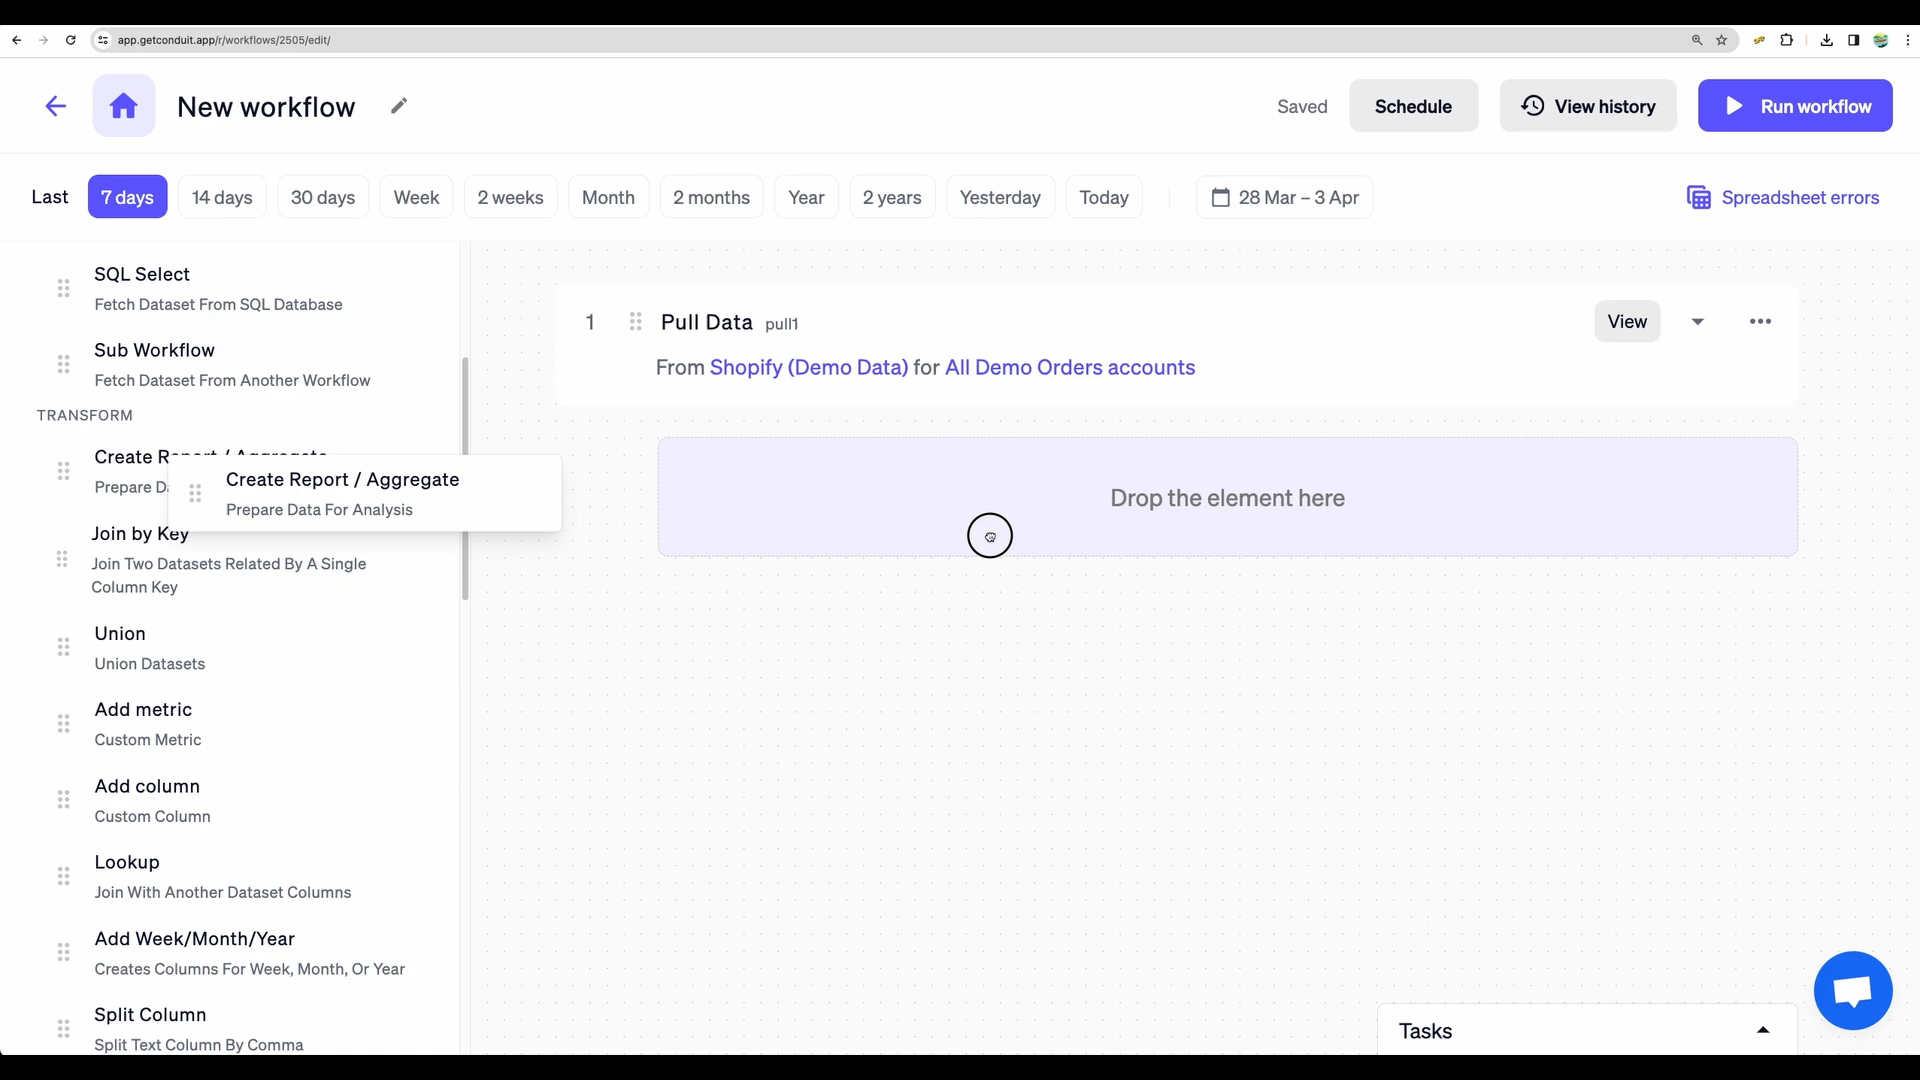 app.getconduit.app/r/workflows/2505/edit/
New workflow
Saved
Schedule
View history
Run workflow
Last
7 days
14 days
30 days
Week
2 weeks
Month
2 months
Year
2 years
Yesterday
Today
28 Mar – 3 Apr
Spreadsheet errors
SQL Select
Fetch Dataset From SQL Database
Sub Workflow
Fetch Dataset From Another Workflow
TRANSFORM
Create Report / Aggregate
Prepare Da
Create Report / Aggregate
Prepare Data For Analysis
Join by Key
Join Two Datasets Related By A Single
Column Key
Union
Union Datasets
Add metric
Custom Metric
Add column
Custom Column
Lookup
Join With Another Dataset Columns
Add Week/Month/Year
Creates Columns For Week, Month, Or Year
Split Column
Split Text Column By Comma
1
Pull Data pull1
View
From Shopify (Demo Data) for All Demo Orders accounts
Drop the element here
Tasks